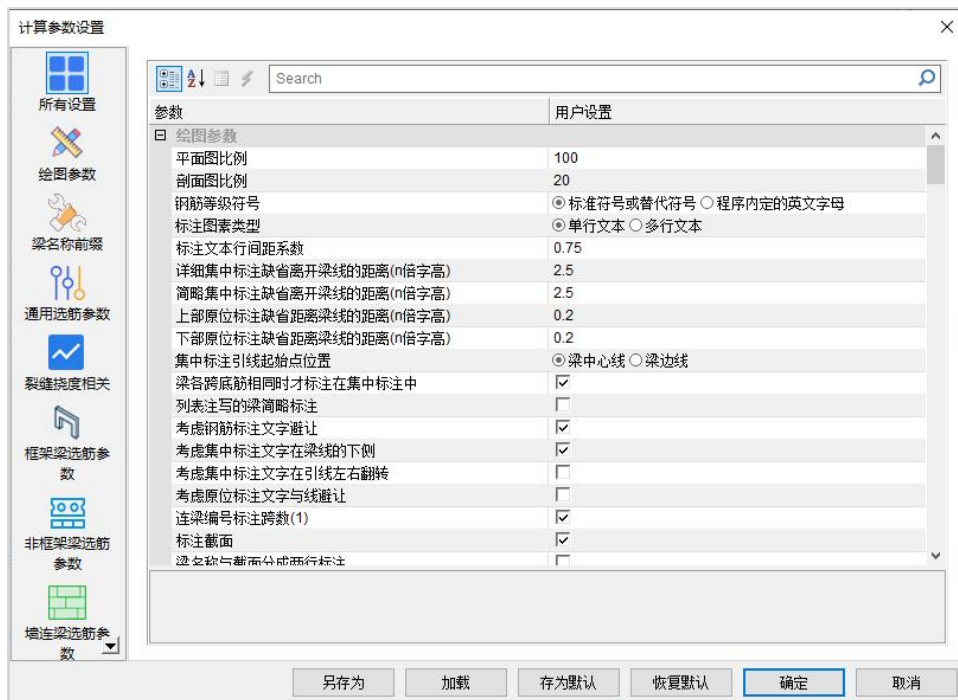 计算参数设置
所有设置
绘图参数
梁名称前缀
通用选筋参数
裂缝挠度相关
框架梁选筋参
数
非框架梁选筋
参数
墙连梁选筋参
数
Search
参数 用户设置
绘图参数
平面图比例 100
剖面图比例 20
钢筋等级符号 标准符号或替代符号 程序内定的英文字母
标注图素类型 单行文本 多行文本
标注文本行间距系数 0.75
详细集中标注缺省离开梁线的距离(n倍字高) 2.5
简略集中标注缺省离开梁线的距离(n倍字高) 2.5
上部原位标注缺省距离梁线的距离(n倍字高) 0.2
下部原位标注缺省距离梁线的距离(n倍字高) 0.2
集中标注引线起始点位置 梁中心线 梁边线
梁各跨底筋相同时才标注在集中标注中
列表注写的梁简略标注
考虑钢筋标注文字避让
考虑集中标注文字在梁线的下侧
考虑集中标注文字在引线左右翻转
考虑原位标注文字与线避让
连梁编号标注跨数(1)
标注截面
梁名称与截面分成两行标注
另存为 加载 存为默认 恢复默认 确定 取消